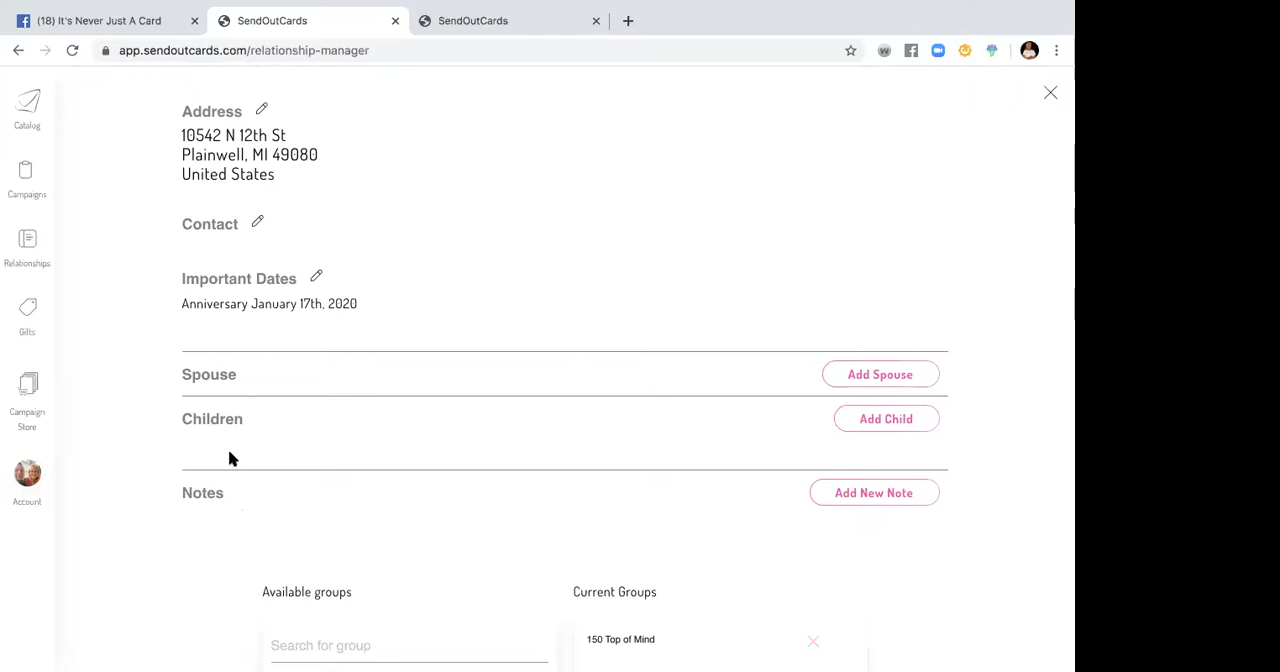 (18) It's Never Just A Card
SendOutCards
SendOutCards
app.sendoutcards.com/relationship-manager
Catalog
Campaigns
Relationships
Gifts
Campaign
Store
Account
Address
10542 N 12th St
Plainwell, MI 49080
United States
Contact
Important Dates
Anniversary January 17th, 2020
Spouse
Add Spouse
Children
Add Child
Notes
Add New Note
Available groups
Current Groups
Search for group
150 Top of Mind